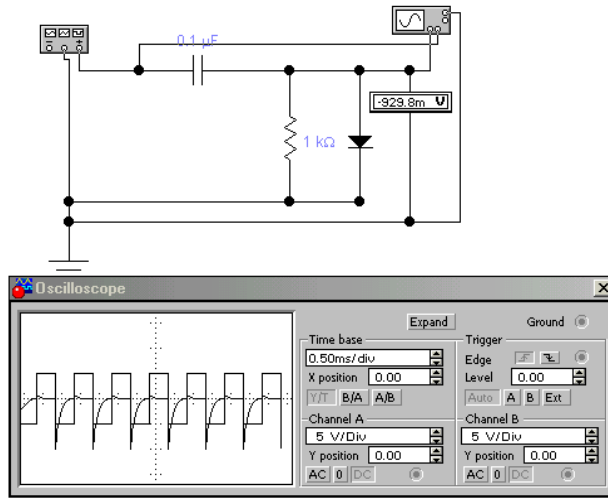 0.1 µF
-929.8m V
1 kΩ
Oscilloscope
Expand
Ground
Time base
0.50ms/div
X position 0.00
Y/T B/A A/B
Trigger
Edge
Level 0.00
Auto A B Ext
Channel A
5 V/Div
Y position 0.00
AC 0 DC
Channel B
5 V/Div
Y position 0.00
AC 0 DC